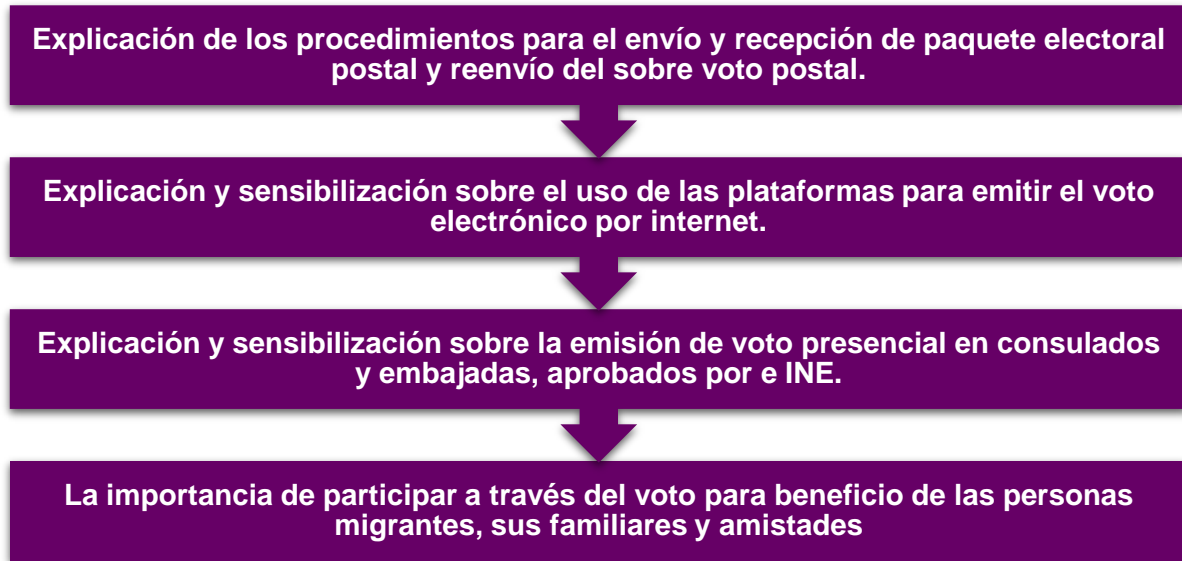 Explicación de los procedimientos para el envío y recepción de paquete electoral
postal y reenvío del sobre voto postal.
Explicación y sensibilización sobre el uso de las plataformas para emitir el voto
electrónico por internet.
Explicación y sensibilización sobre la emisión de voto presencial en consulados
y embajadas, aprobados por e INE.
La importancia de participar a través del voto para beneficio de las personas
migrantes, sus familiares y amistades